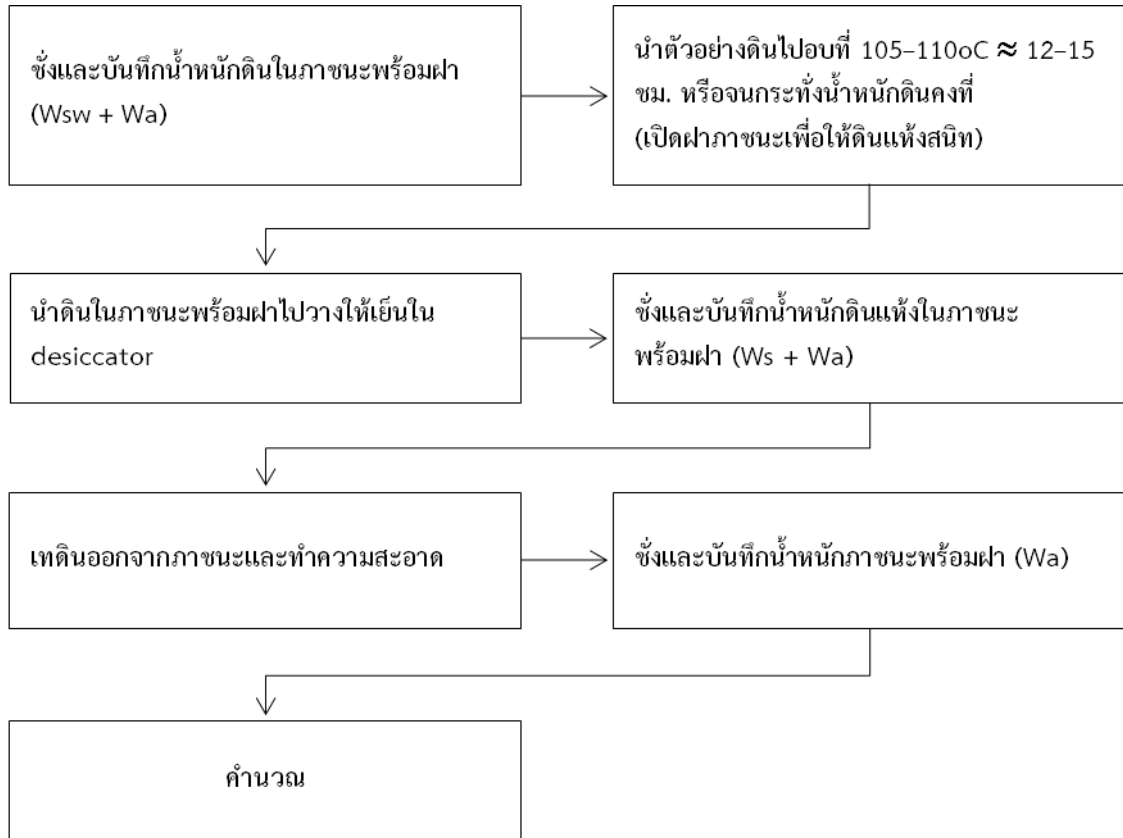 ชั่งและบันทึกน้ำหนักดินในภาชนะพร้อมฝา
(Wsw + Wa)
นำตัวอย่างดินไปอบที่ 105–110oC ≈ 12–15
ชม. หรือจนกระทั่งน้ำหนักดินคงที่
(เปิดฝาภาชนะเพื่อให้ดินแห้งสนิท)
นำดินในภาชนะพร้อมฝาไปวางให้เย็นใน
desiccator
ชั่งและบันทึกน้ำหนักดินแห้งในภาชนะ
พร้อมฝา (Ws + Wa)
เทดินออกจากภาชนะและทำความสะอาด
ชั่งและบันทึกน้ำหนักภาชนะพร้อมฝา (Wa)
คำนวณ